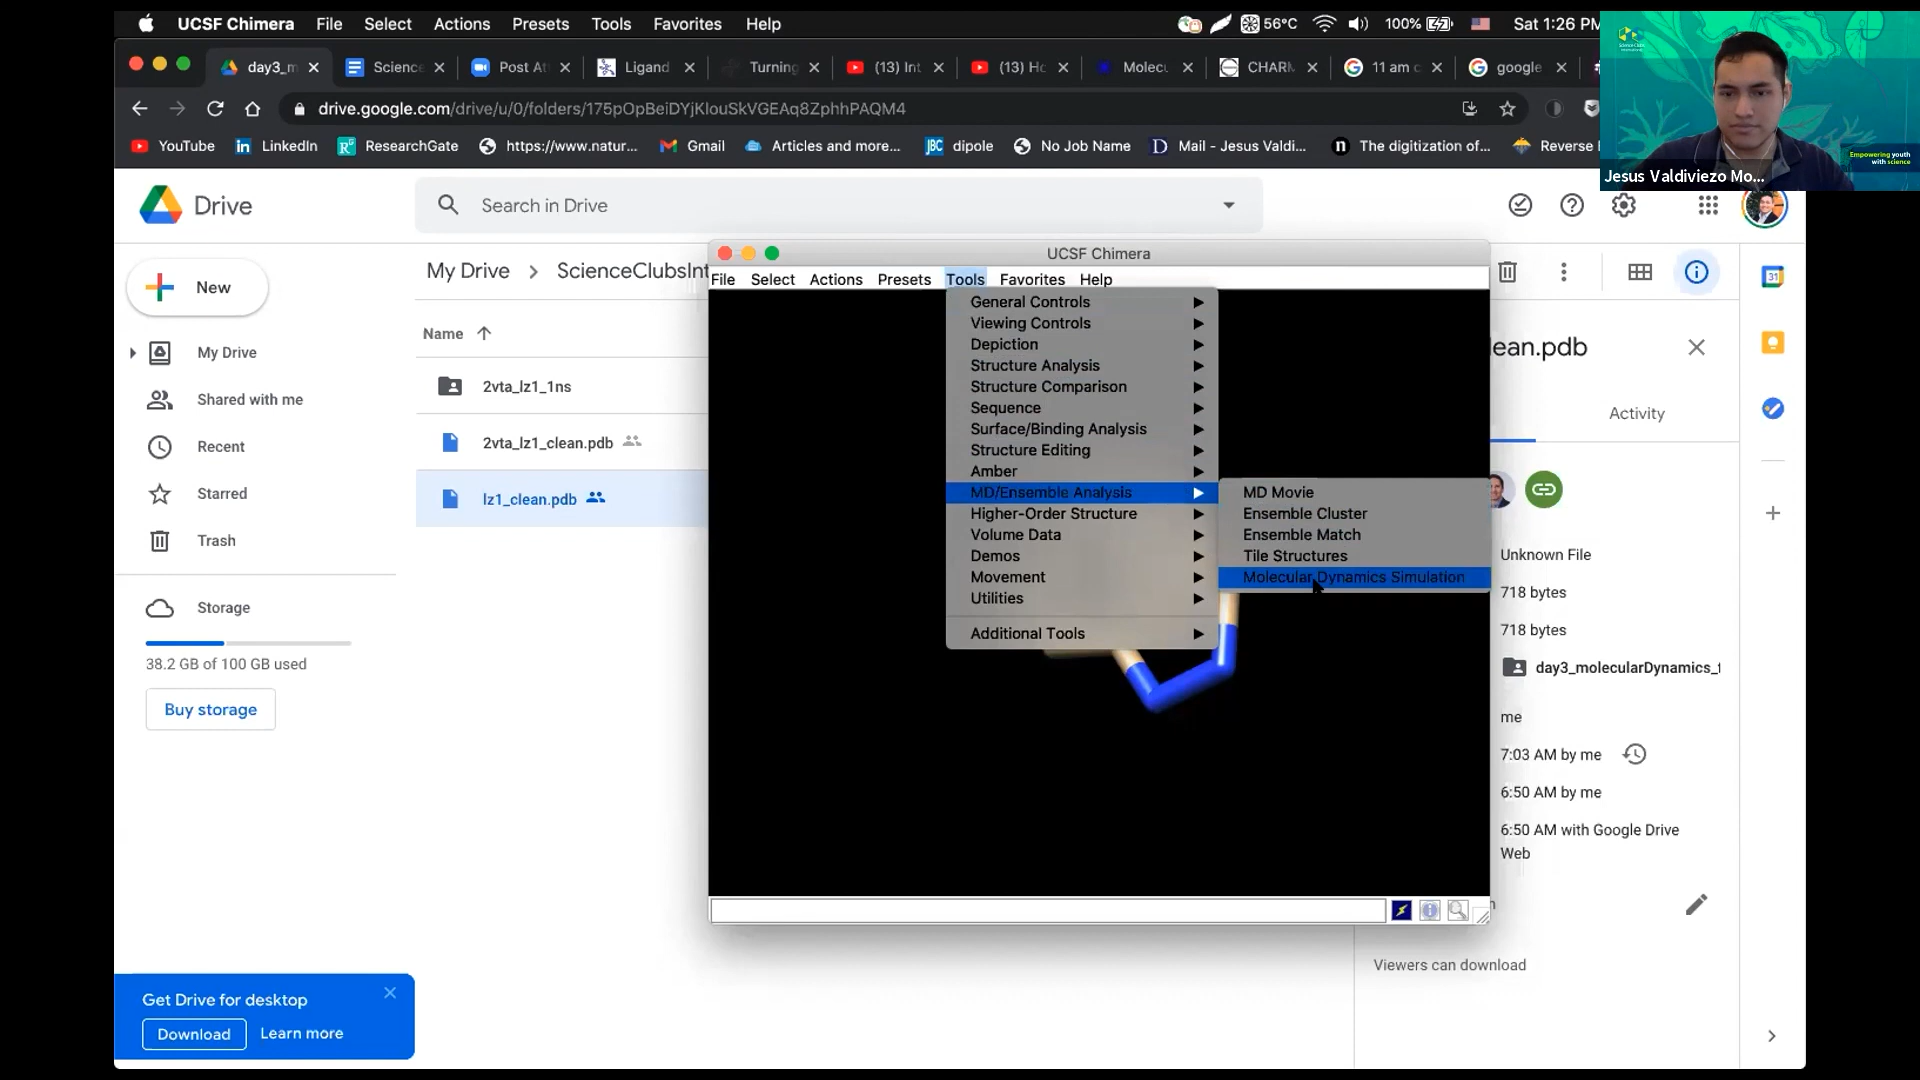 UCSF Chimera File Select Actions Presets Tools Favorites Help 56°C 100% Sat 1:26 PM
day3_m Science Post At Ligand Turning (13) Int (13) Ho Molecu CHARM 11 am c google
drive.google.com/drive/u/0/folders/175pOpBeiDYjKlouSkVGEAq8ZphhPAQM4
YouTube LinkedIn ResearchGate https://www.natur... Gmail Articles and more... JBC dipole No Job Name Mail - Jesus Valdi... The digitization of... Reverse
Empowering youth
with science
Jesus Valdiviezo Mo...
Drive Search in Drive
UCSF Chimera
My Drive ScienceClubsInt
File Select Actions Presets Tools Favorites Help
New
General Controls
Viewing Controls
Depiction
Structure Analysis
Structure Comparison
Sequence
Surface/Binding Analysis
Structure Editing
Amber
MD/Ensemble Analysis
Higher-Order Structure
Volume Data
Demos
Movement
Utilities
Additional Tools
MD Movie
Ensemble Cluster
Ensemble Match
Tile Structures
Molecular Dynamics Simulation
Name
2vta_lz1_1ns
2vta_lz1_clean.pdb
lz1_clean.pdb
My Drive
Shared with me
Recent
Starred
Trash
Storage
38.2 GB of 100 GB used
Buy storage
Get Drive for desktop
Download Learn more
lean.pdb
Activity
31
Unknown File
718 bytes
718 bytes
day3_molecularDynamics_f
me
7:03 AM by me
6:50 AM by me
6:50 AM with Google Drive
Web
Viewers can download